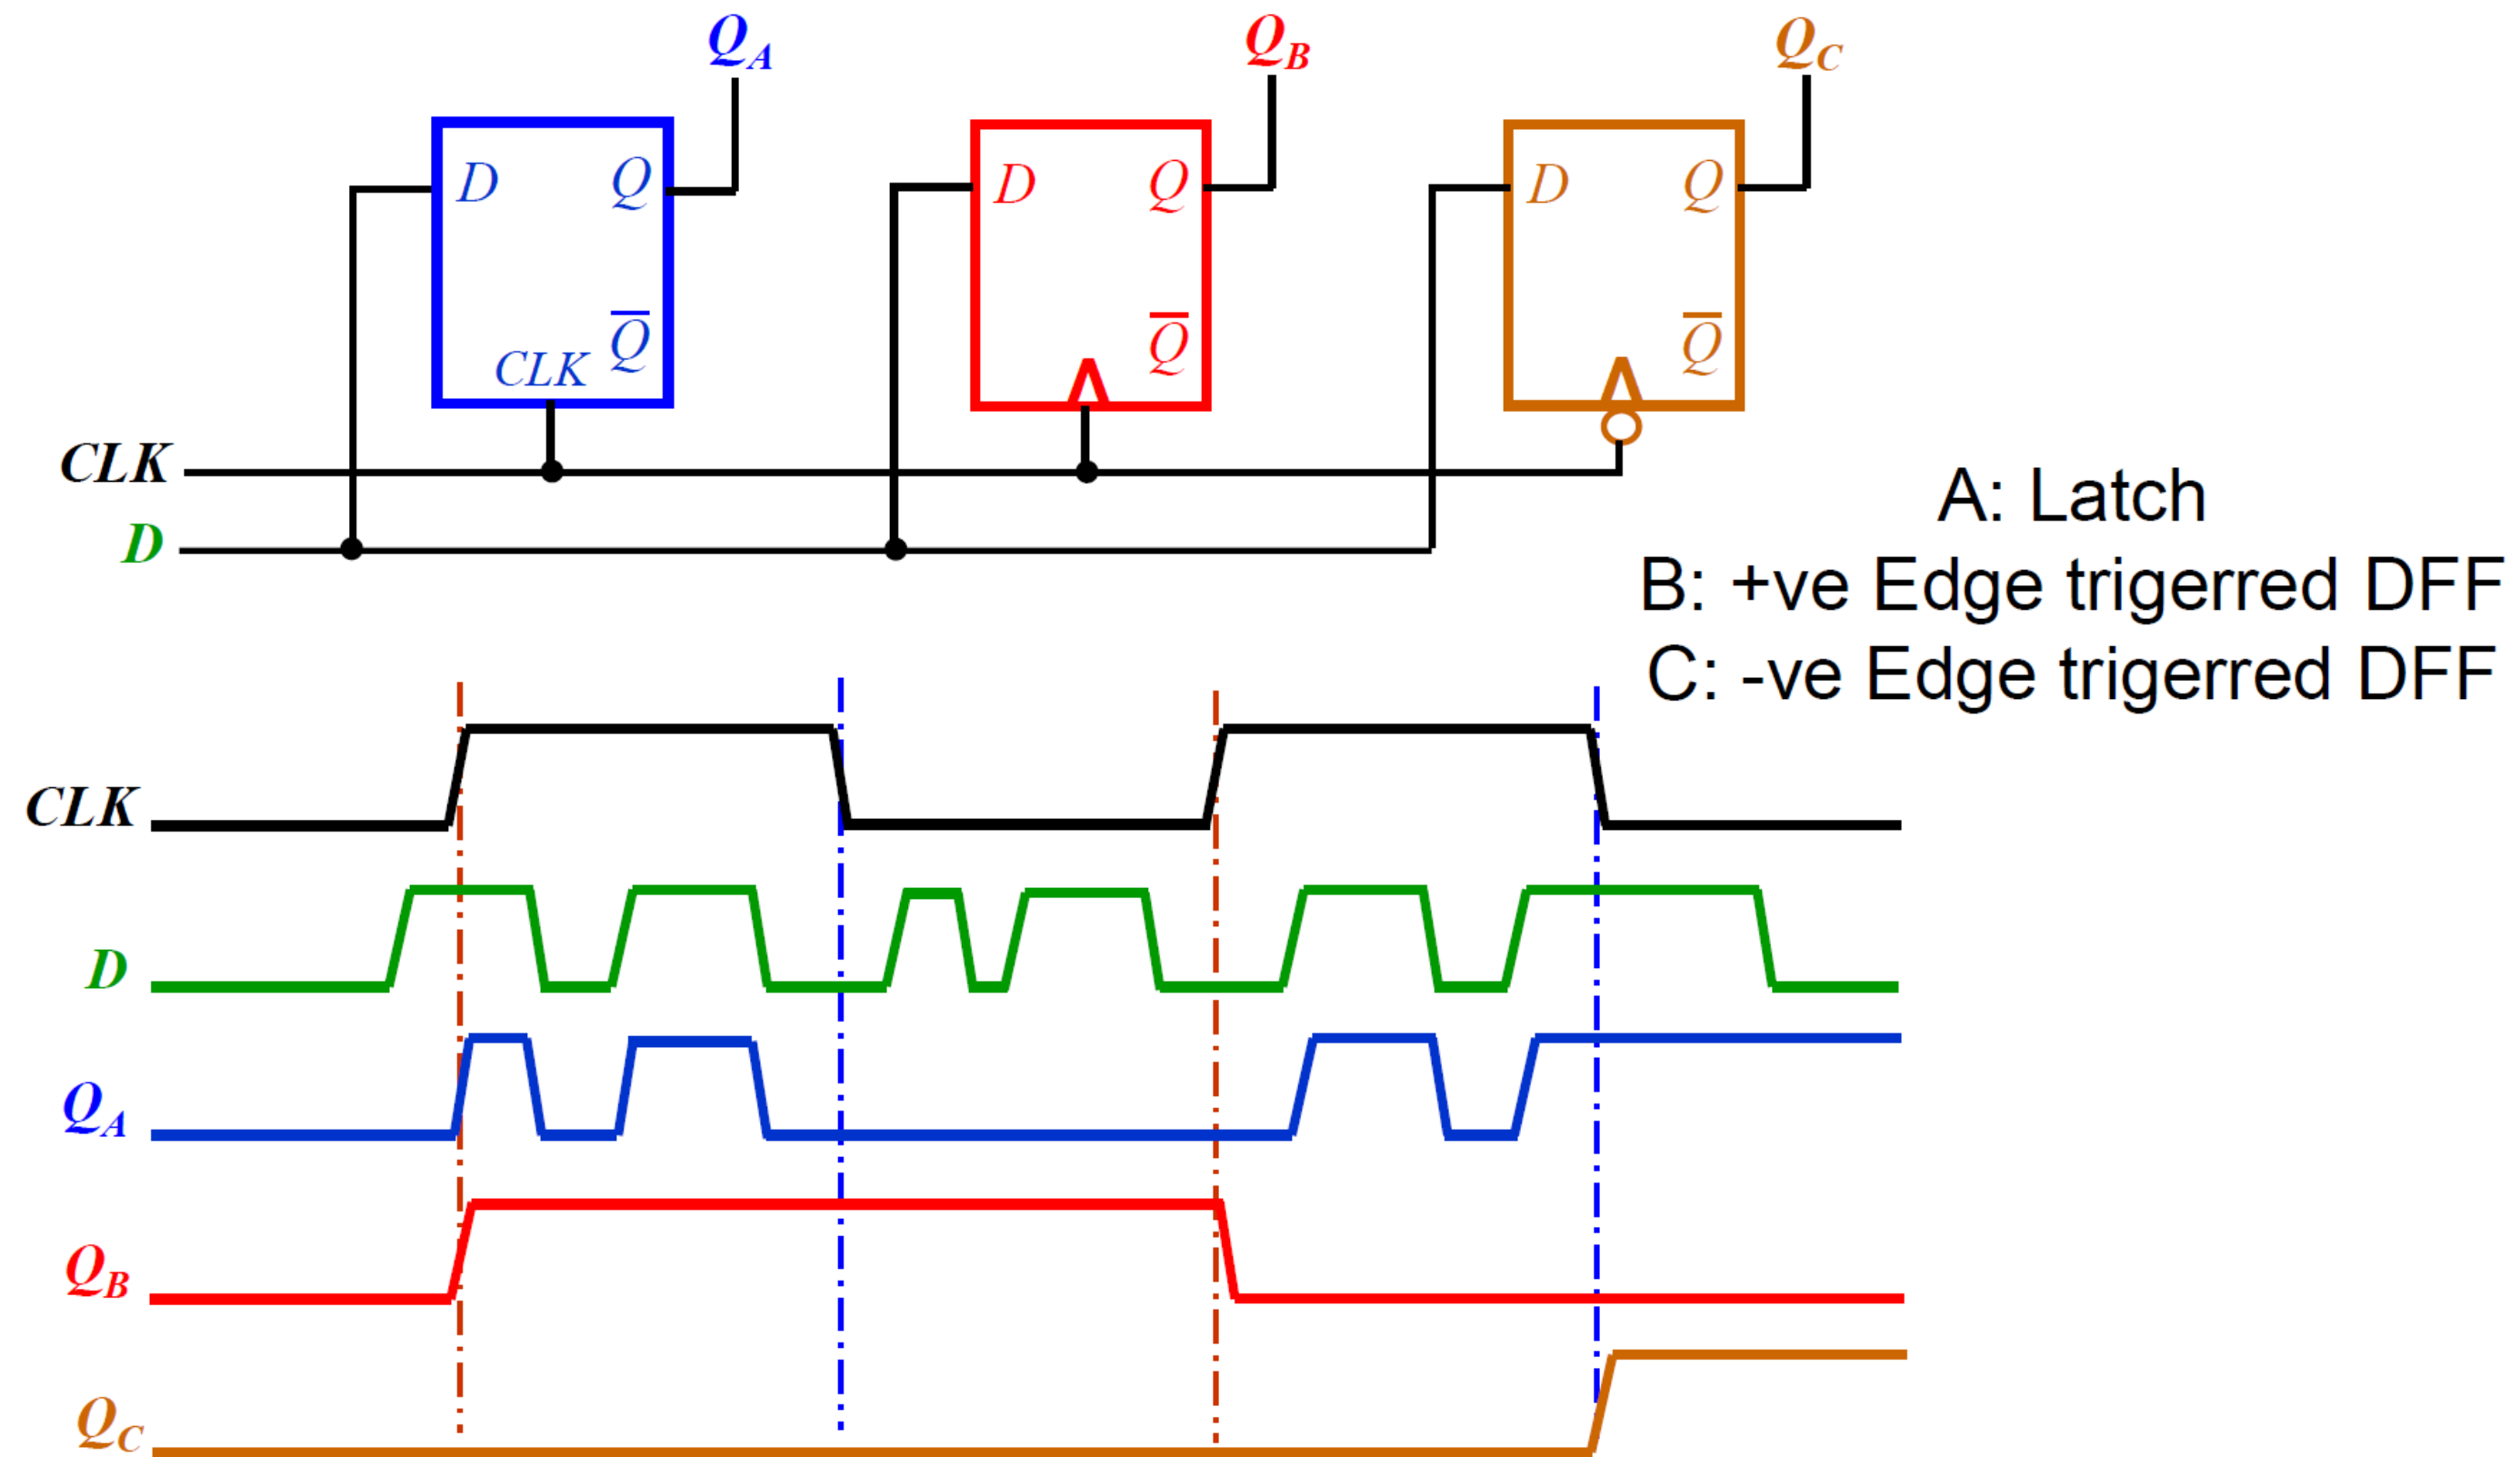 Q_A Q_B Q_C
D Q D Q D Q
CLK Q̅ Q̅ Q̅
CLK
D
A: Latch
B: +ve Edge trigerred DFF
C: -ve Edge trigerred DFF
CLK
D
Q_A
Q_B
Q_C